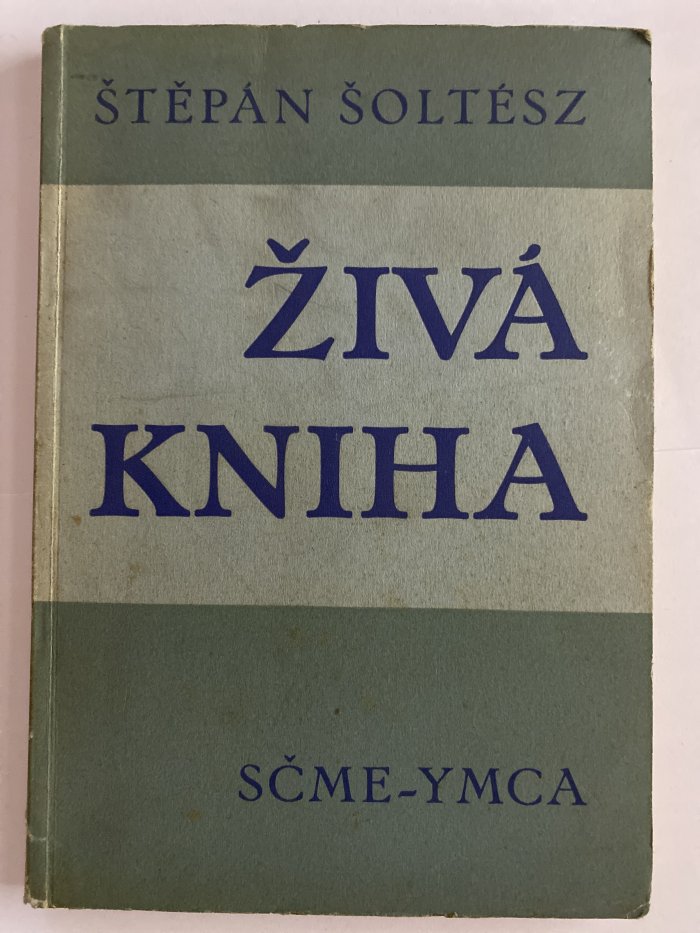 ŠTĚPÁN ŠOLTÉSZ
ŽIVÁ
KNIHA
SČME-YMCA